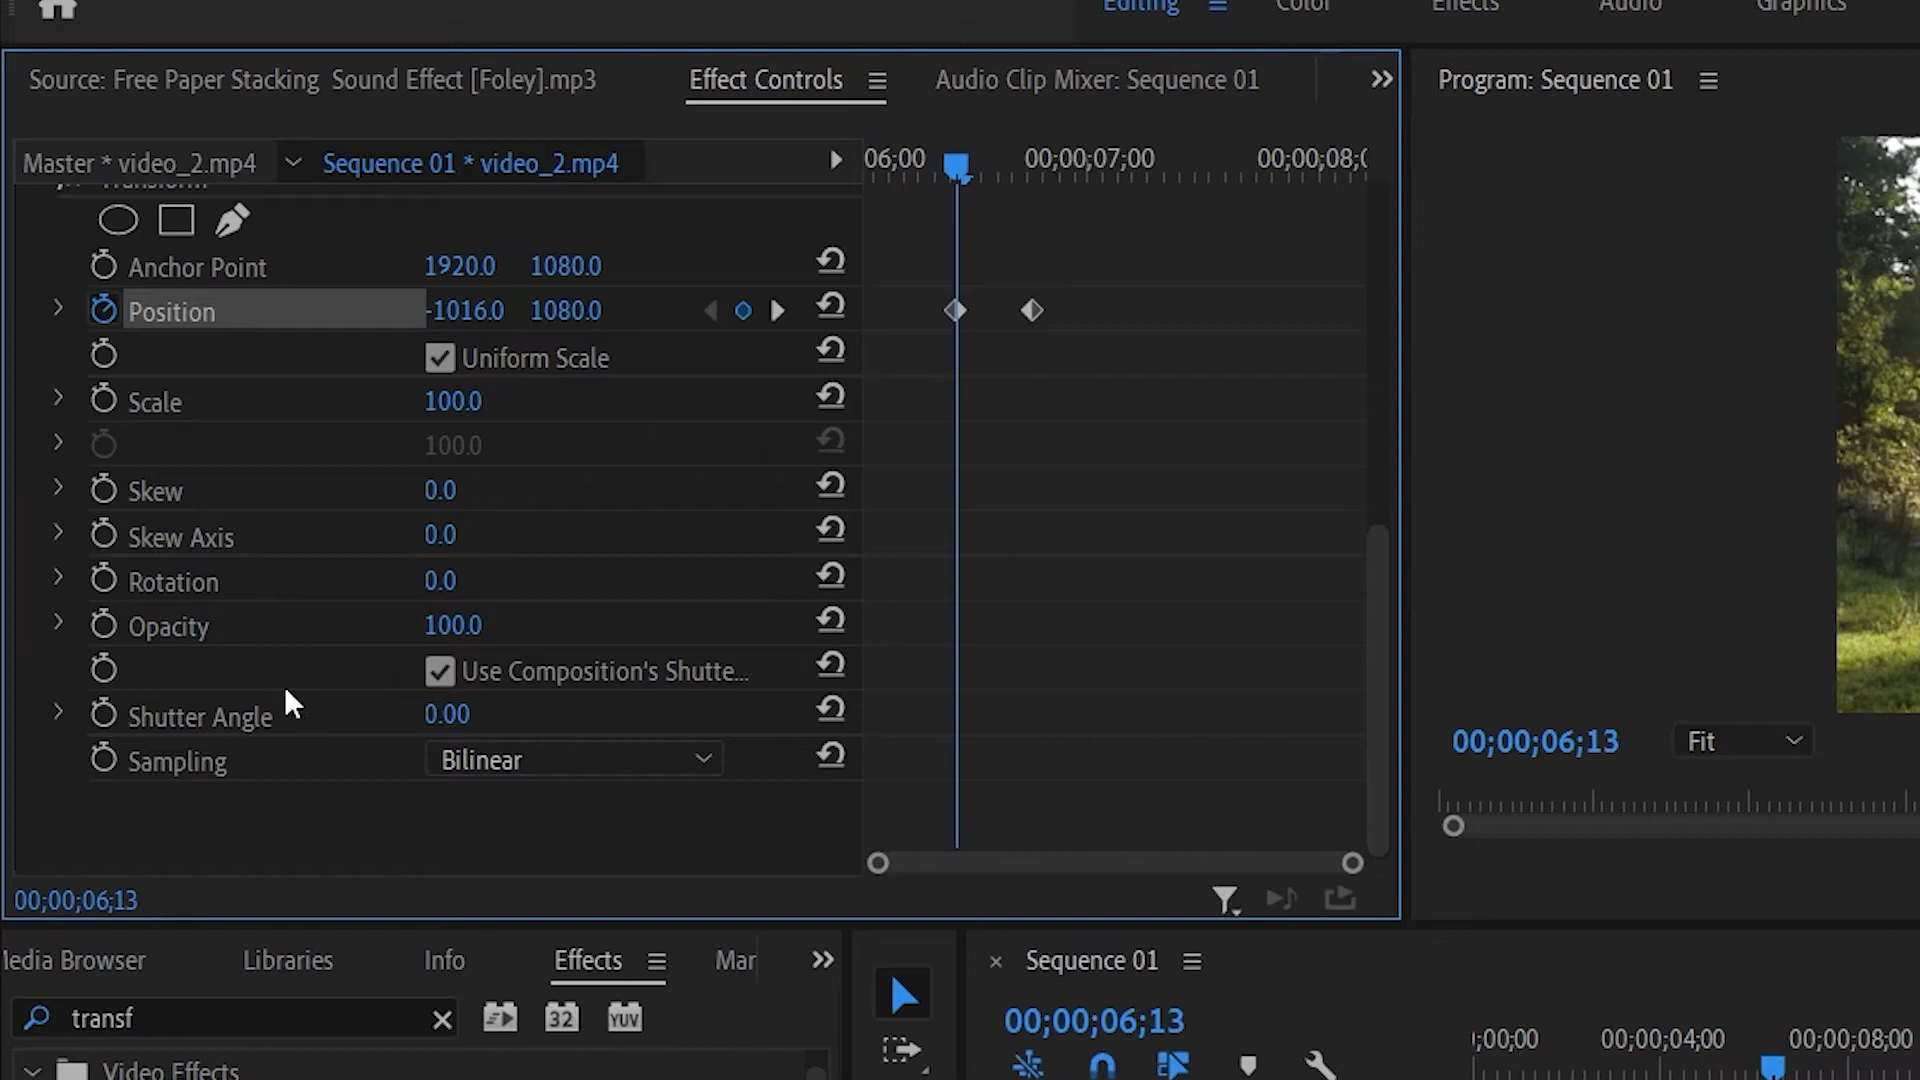 Editing Color Effects Audio Graphics
Source: Free Paper Stacking Sound Effect [Foley].mp3 Effect Controls Audio Clip Mixer: Sequence 01
Program: Sequence 01
Master * video_2.mp4 Sequence 01 * video_2.mp4
06;00 00;00;07;00 00;00;08;0
Transform
Anchor Point 1920.0 1080.0
Position -1016.0 1080.0
Uniform Scale
Scale 100.0
100.0
Skew 0.0
Skew Axis 0.0
Rotation 0.0
Opacity 100.0
Use Composition's Shutte...
Shutter Angle 0.00
Sampling Bilinear
00;00;06;13 Fit
00;00;06;13
Media Browser Libraries Info Effects Mar
Sequence 01
transf 32 YUV
00;00;06;13
;00;00 00;00;04;00 00;00;08;00
Video Effects